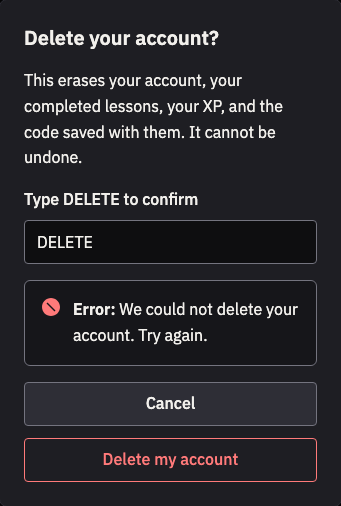 Delete your account?
This erases your account, your
completed lessons, your XP, and the
code saved with them. It cannot be
undone.
Type DELETE to confirm
DELETE
Error: We could not delete your
account. Try again.
Cancel
Delete my account